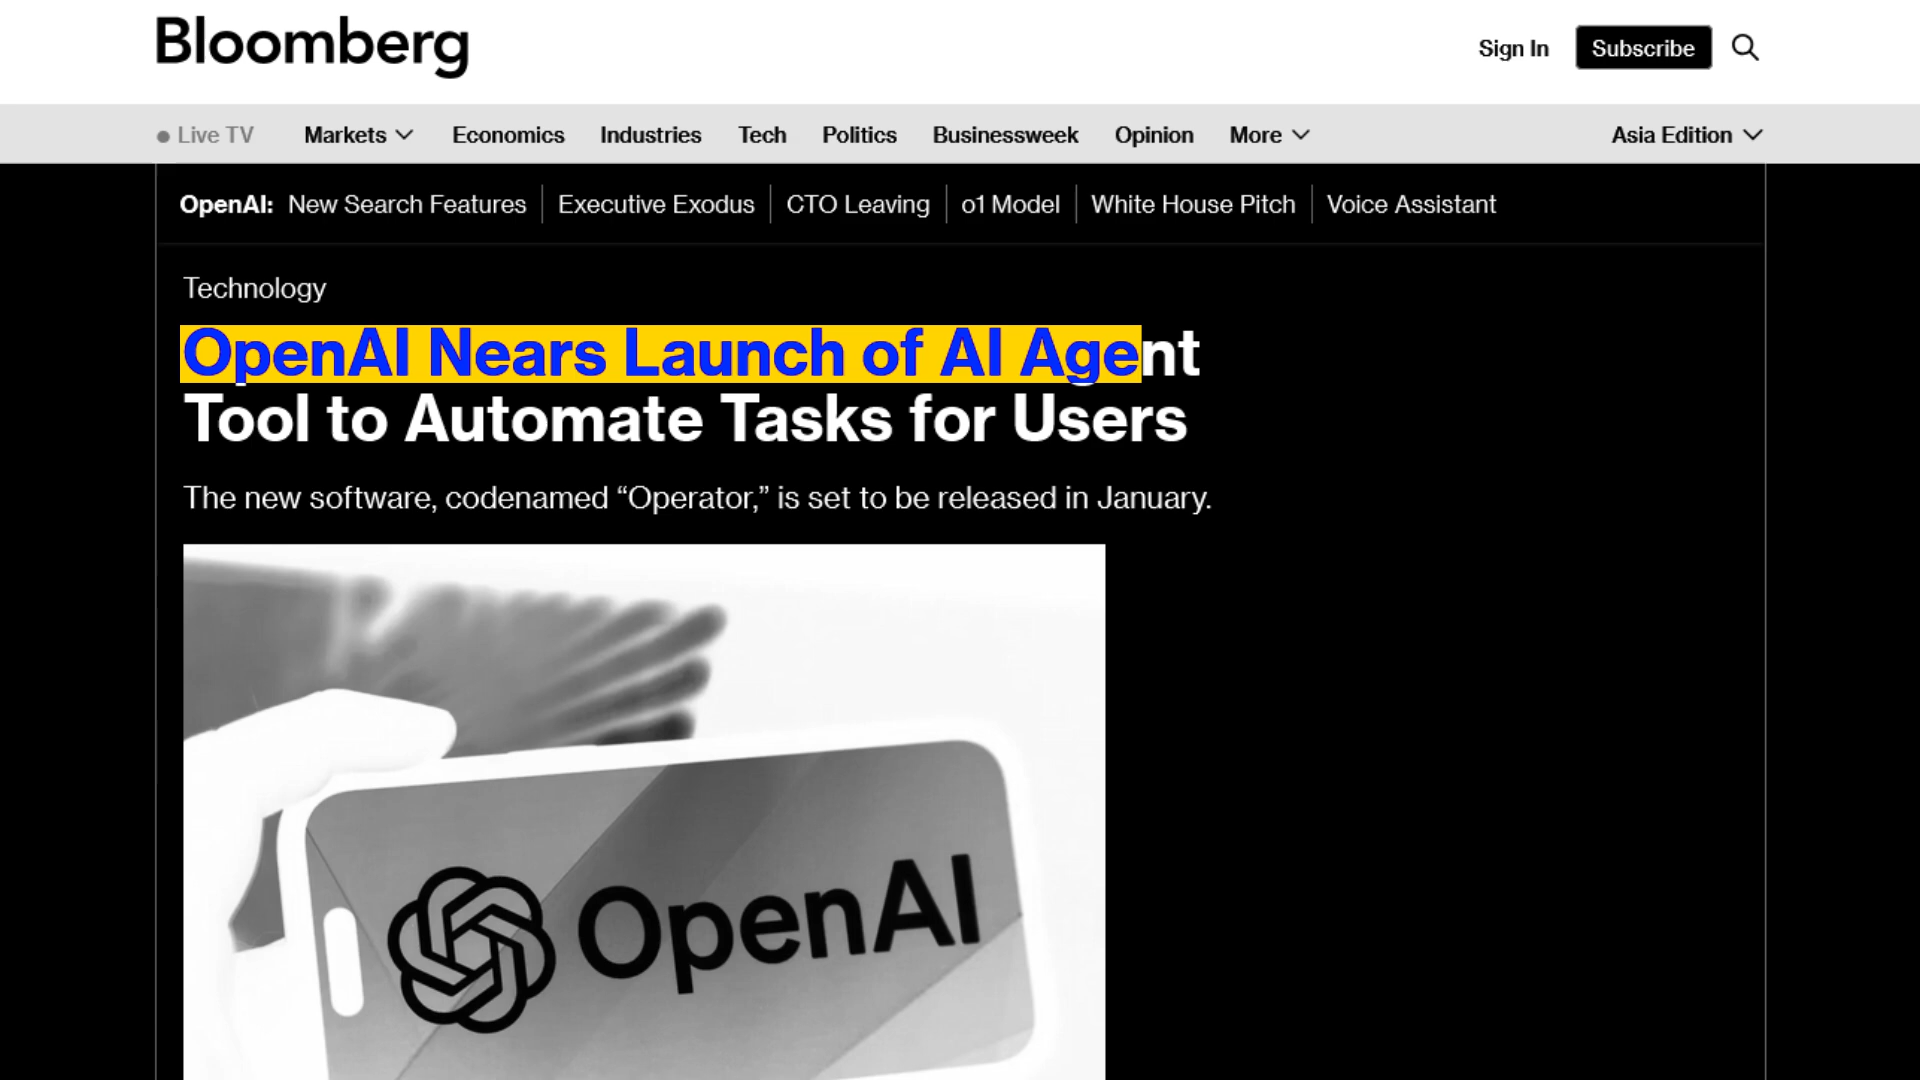 Bloomberg
Sign In
Subscribe
Live TV
Markets
Economics
Industries
Tech
Politics
Businessweek
Opinion
More
Asia Edition
OpenAI: New Search Features
Executive Exodus
CTO Leaving
o1 Model
White House Pitch
Voice Assistant
Technology
OpenAI Nears Launch of AI Agent
Tool to Automate Tasks for Users
The new software, codenamed “Operator,” is set to be released in January.
OpenAI